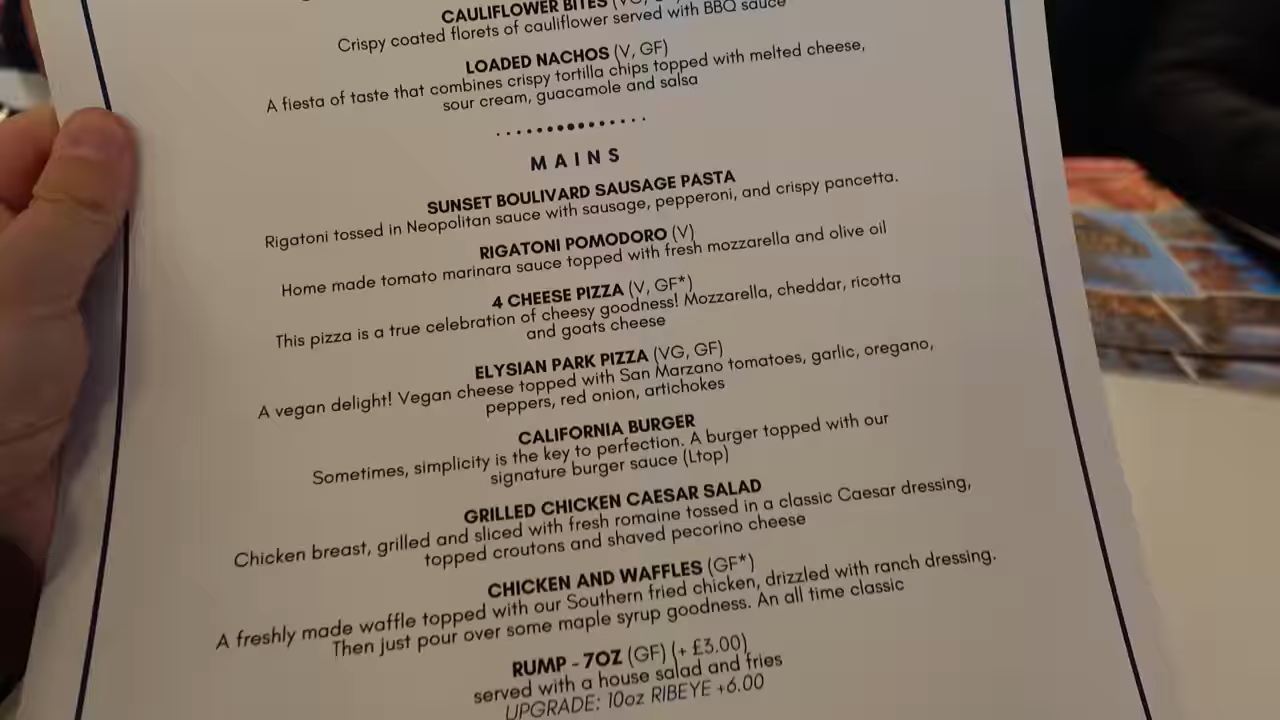 CAULIFLOWER BITES
Crispy coated florets of cauliflower served with BBQ sauce
LOADED NACHOS (V, GF)
A fiesta of taste that combines crispy tortilla chips topped with melted cheese,
sour cream, guacamole and salsa
MAINS
SUNSET BOULIVARD SAUSAGE PASTA
Rigatoni tossed in Neopolitan sauce with sausage, pepperoni, and crispy pancetta.
RIGATONI POMODORO (V)
Home made tomato marinara sauce topped with fresh mozzarella and olive oil
4 CHEESE PIZZA (V, GF*)
This pizza is a true celebration of cheesy goodness! Mozzarella, cheddar, ricotta
and goats cheese
ELYSIAN PARK PIZZA (VG, GF)
A vegan delight! Vegan cheese topped with San Marzano tomatoes, garlic, oregano,
peppers, red onion, artichokes
CALIFORNIA BURGER
Sometimes, simplicity is the key to perfection. A burger topped with our
signature burger sauce (Ltop)
GRILLED CHICKEN CAESAR SALAD
Chicken breast, grilled and sliced with fresh romaine tossed in a classic Caesar dressing,
topped croutons and shaved pecorino cheese
CHICKEN AND WAFFLES (GF*)
A freshly made waffle topped with our Southern fried chicken, drizzled with ranch dressing.
Then just pour over some maple syrup goodness. An all time classic
RUMP - 7OZ (GF) (+ £3.00)
served with a house salad and fries
UPGRADE: 10oz RIBEYE +6.00